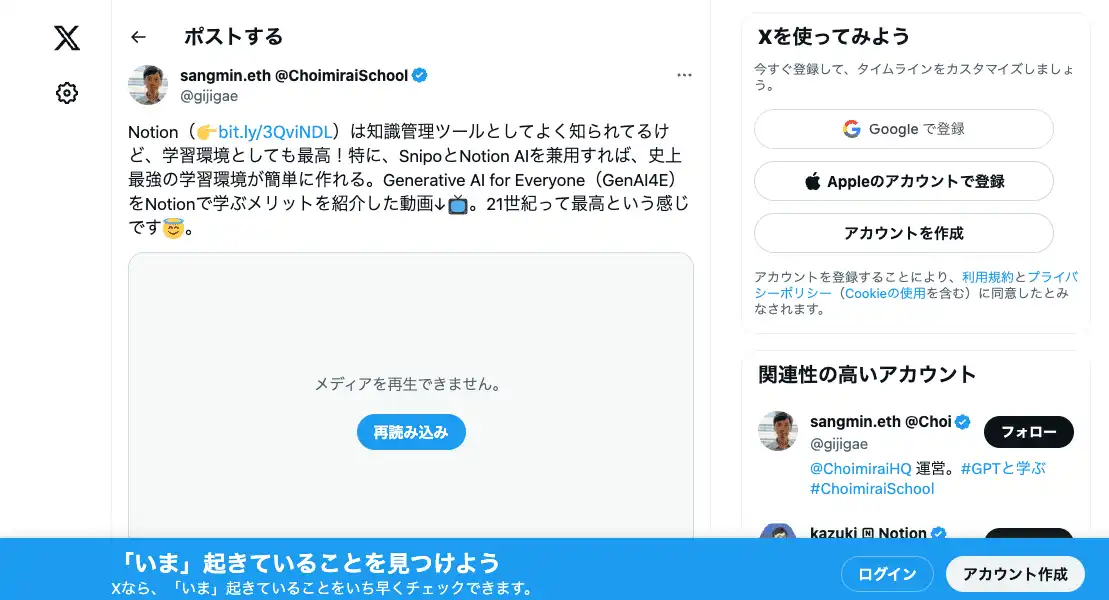 ポストする
sangmin.eth @ChoimiraiSchool
@gijigae
Notion（👉bit.ly/3QviNDL）は知識管理ツールとしてよく知られてるけ
ど、学習環境としても最高！特に、SnipoとNotion AIを兼用すれば、史上
最強の学習環境が簡単に作れる。Generative AI for Everyone（GenAI4E）
をNotionで学ぶメリットを紹介した動画↓📺。21世紀って最高という感じ
です😇。
メディアを再生できません。
再読み込み
Xを使ってみよう
今すぐ登録して、タイムラインをカスタマイズしましょ
う。
Google で登録
Appleのアカウントで登録
アカウントを作成
アカウントを登録することにより、利用規約とプライバ
シーポリシー（Cookieの使用を含む）に同意したとみ
なされます。
関連性の高いアカウント
sangmin.eth @Choi
@gijigae
フォロー
@ChoimiraiHQ 運営。#GPTと学ぶ
#ChoimiraiSchool
kazuki 🄽 Notion
「いま」起きていることを見つけよう
Xなら、「いま」起きていることをいち早くチェックできます。
ログイン
アカウント作成